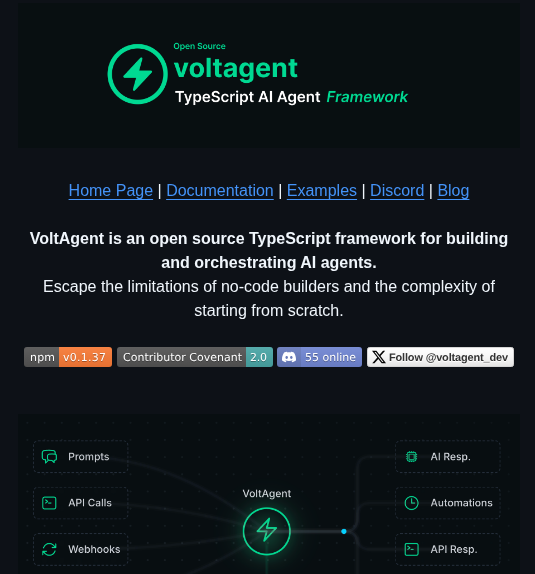 Open Source
voltagent
TypeScript AI Agent Framework
Home Page | Documentation | Examples | Discord | Blog
VoltAgent is an open source TypeScript framework for building
and orchestrating AI agents.
Escape the limitations of no-code builders and the complexity of
starting from scratch.
npm v0.1.37 Contributor Covenant 2.0 55 online Follow @voltagent_dev
Prompts
AI Resp.
VoltAgent
API Calls
Automations
Webhooks
API Resp.